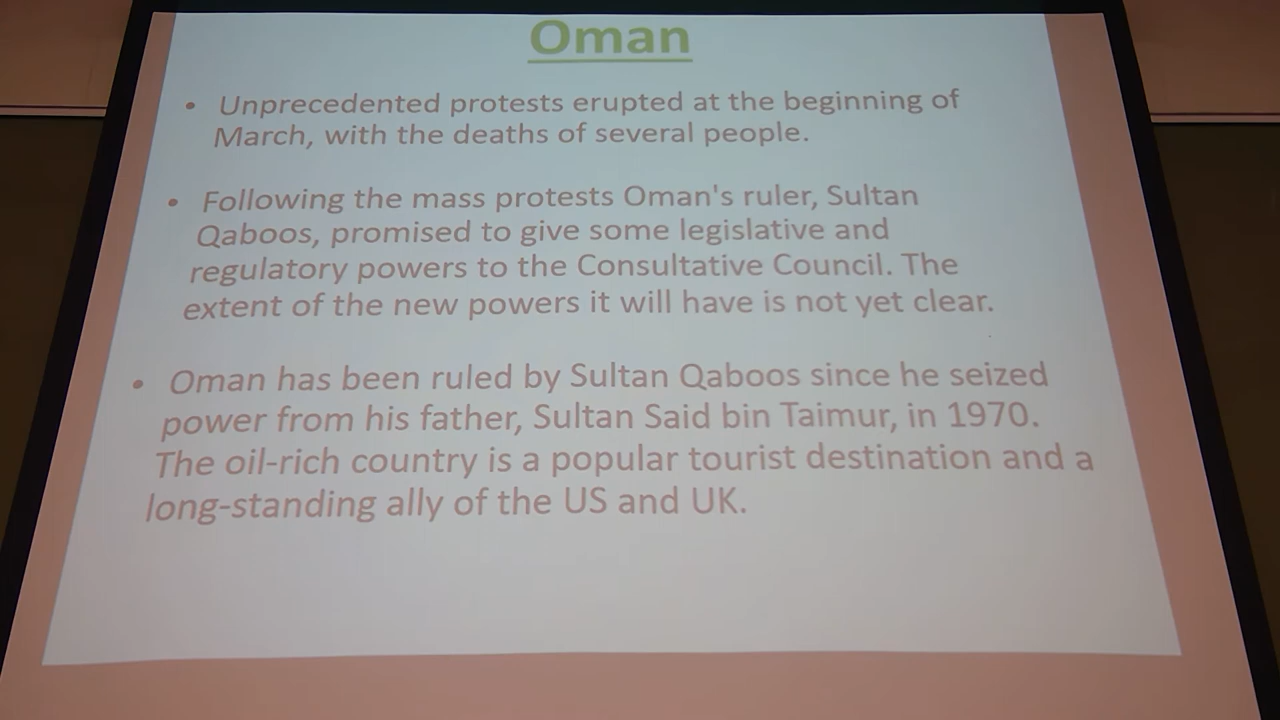 Oman
• Unprecedented protests erupted at the beginning of
March, with the deaths of several people.
• Following the mass protests Oman's ruler, Sultan
Qaboos, promised to give some legislative and
regulatory powers to the Consultative Council. The
extent of the new powers it will have is not yet clear.
• Oman has been ruled by Sultan Qaboos since he seized
power from his father, Sultan Said bin Taimur, in 1970.
The oil-rich country is a popular tourist destination and a
long-standing ally of the US and UK.